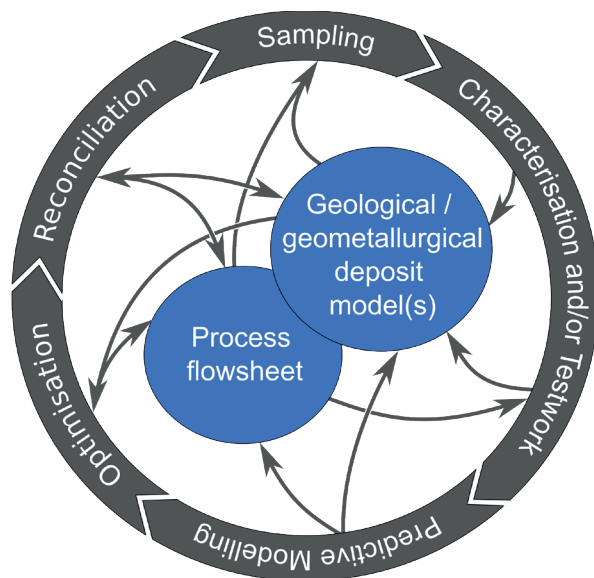 Sampling
Characterisation and/or Testwork
Predictive Modelling
Optimisation
Reconciliation
Geological /
geometallurgical
deposit
model(s)
Process
flowsheet